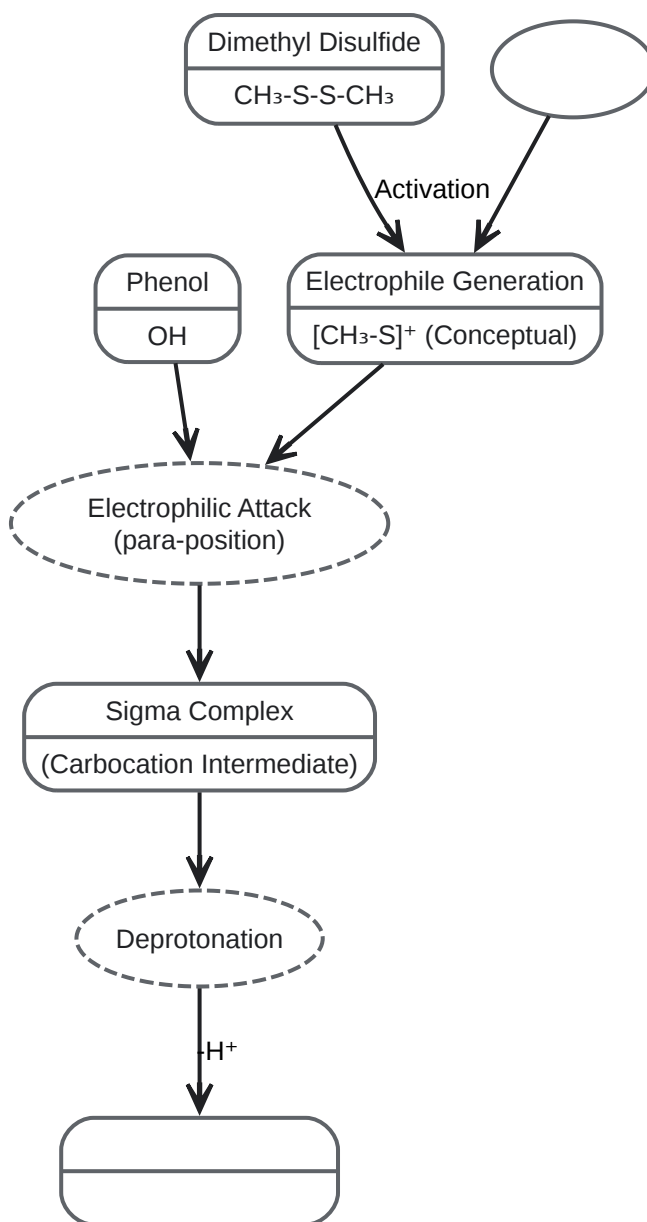 Dimethyl Disulfide
CH₃-S-S-CH₃
Activation
Phenol
OH
Electrophile Generation
[CH₃-S]⁺ (Conceptual)
Electrophilic Attack
(para-position)
Sigma Complex
(Carbocation Intermediate)
Deprotonation
-H⁺